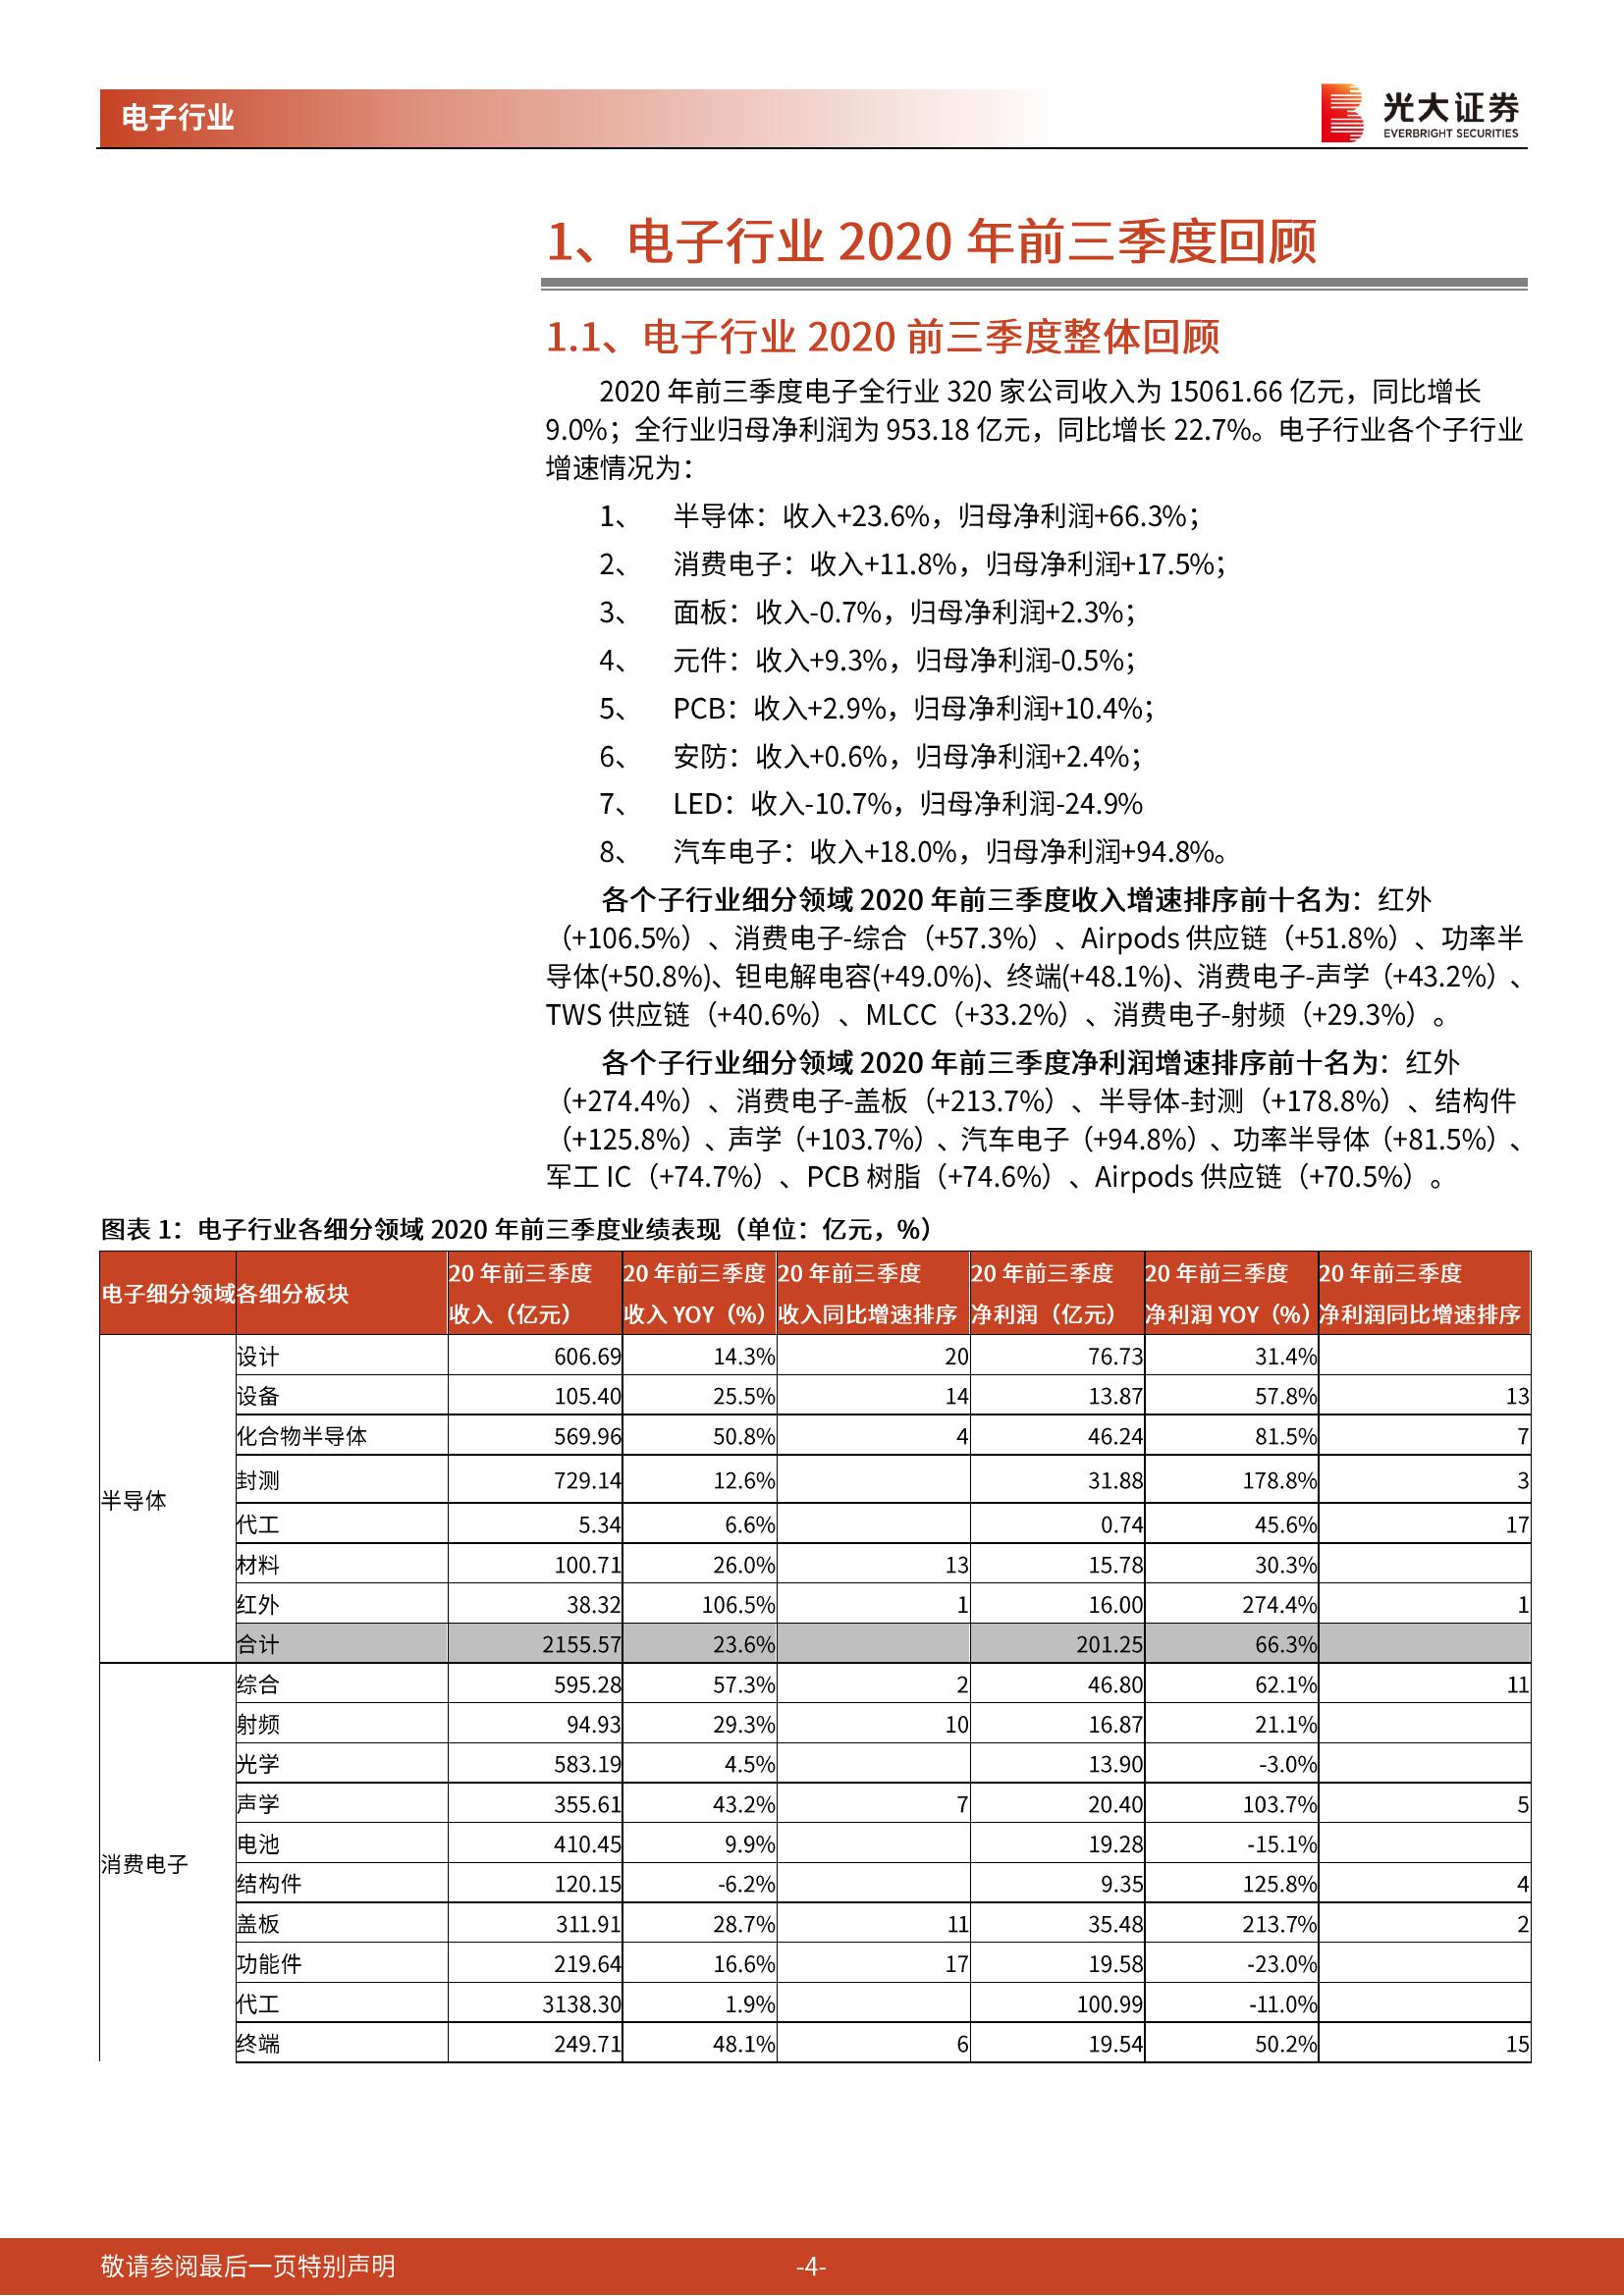 电子行业
光大证券
EVERBRIGHT SECURITIES
1、电子行业 2020 年前三季度回顾
1.1、电子行业 2020 前三季度整体回顾
2020 年前三季度电子全行业 320 家公司收入为 15061.66 亿元，同比增长
9.0%；全行业归母净利润为 953.18 亿元，同比增长 22.7%。电子行业各个子行业
增速情况为：
1、 半导体：收入+23.6%，归母净利润+66.3%；
2、 消费电子：收入+11.8%，归母净利润+17.5%；
3、 面板：收入-0.7%，归母净利润+2.3%；
4、 元件：收入+9.3%，归母净利润-0.5%；
5、 PCB：收入+2.9%，归母净利润+10.4%；
6、 安防：收入+0.6%，归母净利润+2.4%；
7、 LED：收入-10.7%，归母净利润-24.9%
8、 汽车电子：收入+18.0%，归母净利润+94.8%。
各个子行业细分领域 2020 年前三季度收入增速排序前十名为：红外
（+106.5%）、消费电子-综合（+57.3%）、Airpods 供应链（+51.8%）、功率半
导体(+50.8%)、钽电解电容(+49.0%)、终端(+48.1%)、消费电子-声学（+43.2%）、
TWS 供应链（+40.6%）、MLCC（+33.2%）、消费电子-射频（+29.3%）。
各个子行业细分领域 2020 年前三季度净利润增速排序前十名为：红外
（+274.4%）、消费电子-盖板（+213.7%）、半导体-封测（+178.8%）、结构件
（+125.8%）、声学（+103.7%）、汽车电子（+94.8%）、功率半导体（+81.5%）、
军工 IC（+74.7%）、PCB 树脂（+74.6%）、Airpods 供应链（+70.5%）。
图表 1：电子行业各细分领域 2020 年前三季度业绩表现（单位：亿元，%）
电子细分领域 各细分板块 20 年前三季度收入（亿元） 20 年前三季度收入 YOY（%） 20 年前三季度收入同比增速排序 20 年前三季度净利润（亿元） 20 年前三季度净利润 YOY（%） 20 年前三季度净利润同比增速排序
半导体
设计 606.69 14.3% 20 76.73 31.4%
设备 105.40 25.5% 14 13.87 57.8% 13
化合物半导体 569.96 50.8% 4 46.24 81.5% 7
封测 729.14 12.6% 31.88 178.8% 3
代工 5.34 6.6% 0.74 45.6% 17
材料 100.71 26.0% 13 15.78 30.3%
红外 38.32 106.5% 1 16.00 274.4% 1
合计 2155.57 23.6% 201.25 66.3%
消费电子
综合 595.28 57.3% 2 46.80 62.1% 11
射频 94.93 29.3% 10 16.87 21.1%
光学 583.19 4.5% 13.90 -3.0%
声学 355.61 43.2% 7 20.40 103.7% 5
电池 410.45 9.9% 19.28 -15.1%
结构件 120.15 -6.2% 9.35 125.8% 4
盖板 311.91 28.7% 11 35.48 213.7% 2
功能件 219.64 16.6% 17 19.58 -23.0%
代工 3138.30 1.9% 100.99 -11.0%
终端 249.71 48.1% 6 19.54 50.2% 15
敬请参阅最后一页特别声明
-4-